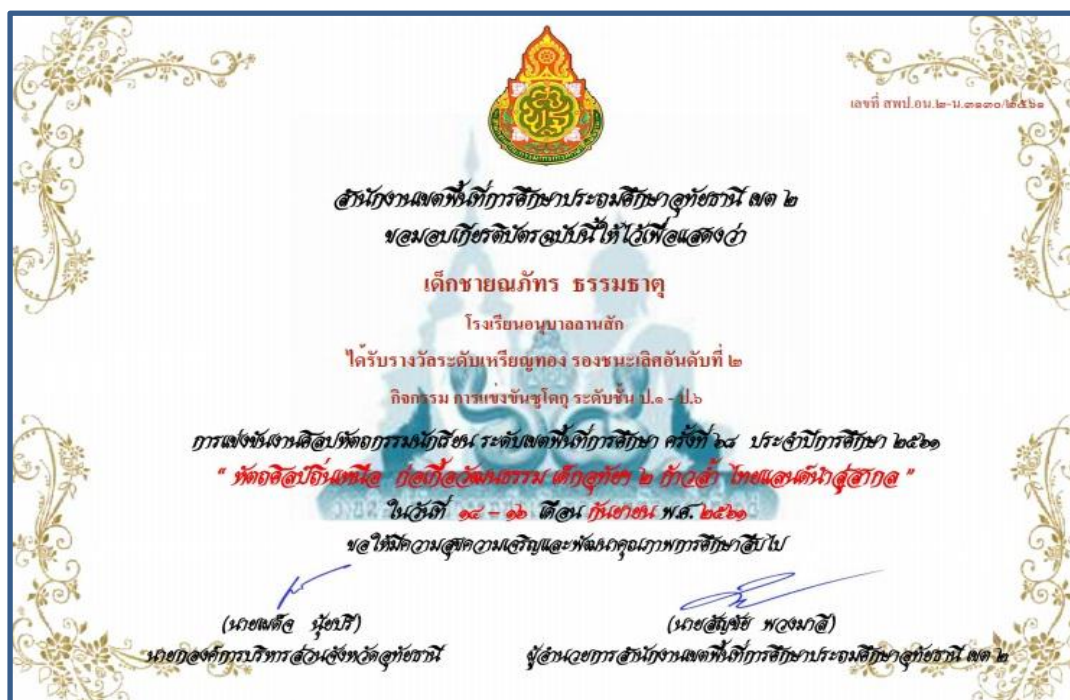 เลขที่ สพป.อน.๒-น.๓๑๓๐/๒๕๖๑
สำนักงานเขตพื้นที่การศึกษาประถมศึกษาอุทัยธานี เขต ๒
ขอมอบเกียรติบัตรฉบับนี้ให้ไว้เพื่อแสดงว่า
เด็กชายณภัทร ธรรมธาตุ
โรงเรียนอนุบาลลานสัก
ได้รับรางวัลระดับเหรียญทอง รองชนะเลิศอันดับที่ ๒
กิจกรรม การแข่งขันซูโดกุ ระดับชั้น ป.๑ - ป.๖
การแข่งขันงานศิลปหัตถกรรมนักเรียน ระดับเขตพื้นที่การศึกษา ครั้งที่ ๖๘ ประจำปีการศึกษา ๒๕๖๑
" หัตถศิลป์ถิ่นเหนือ ก่อเกื้อวัฒนธรรม เด็กอุทัยฯ ๒ ก้าวล้ำ ไทยแลนด์นำสู่สากล "
ในวันที่ ๑๔ - ๑๖ เดือน กันยายน พ.ศ. ๒๕๖๑
ขอให้มีความสุขความเจริญและพัฒนาคุณภาพการศึกษาสืบไป
(นายเผด็จ นุ้ยปรี) (นายสัญชัย พวงมาลี)
นายกองค์การบริหารส่วนจังหวัดอุทัยธานี ผู้อำนวยการสำนักงานเขตพื้นที่การศึกษาประถมศึกษาอุทัยธานี เขต ๒